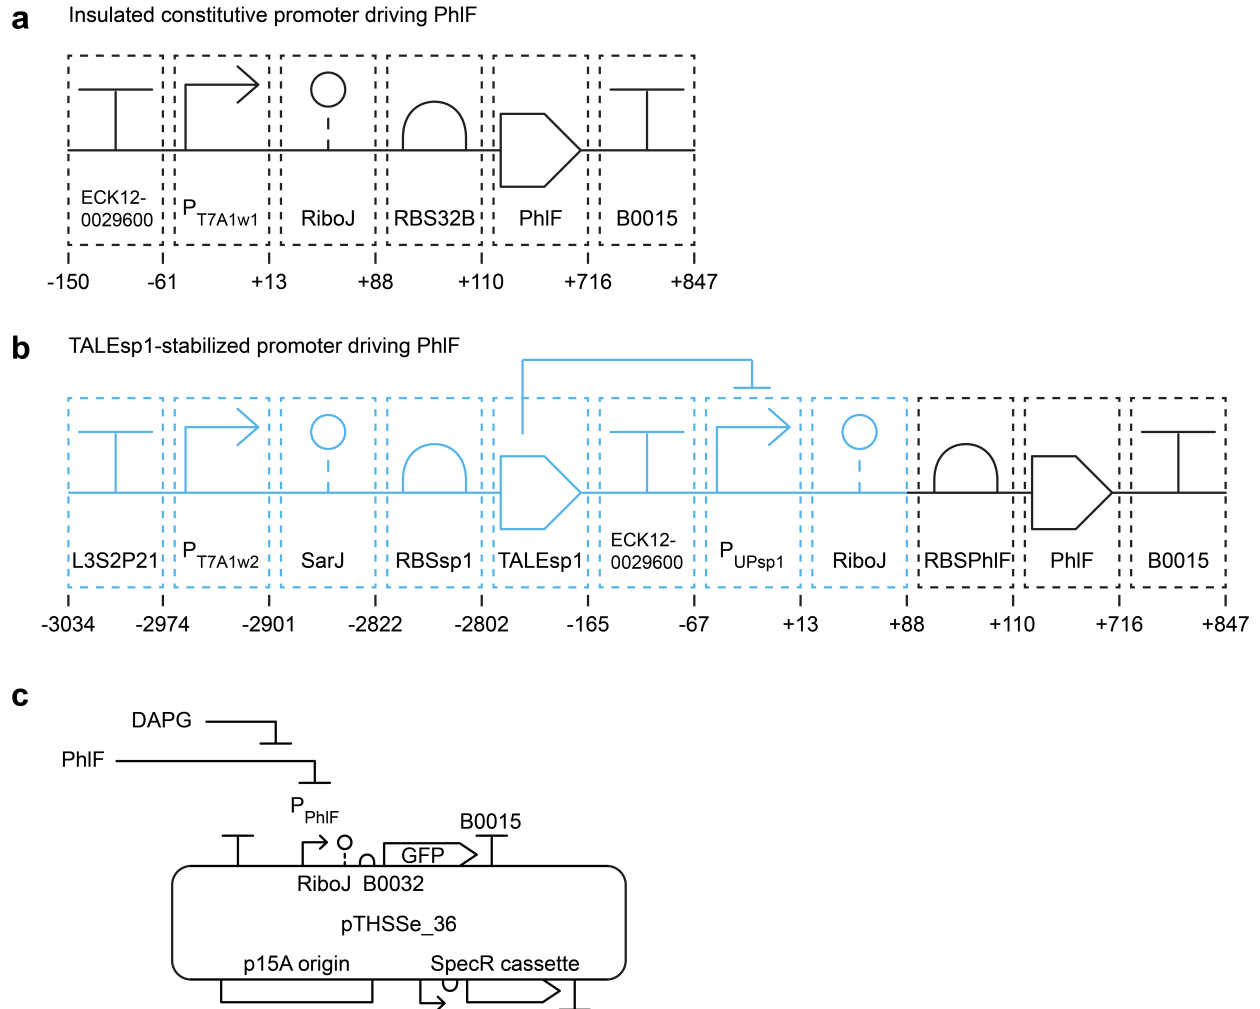 a Insulated constitutive promoter driving PhlF
ECK12-
0029600
PT7A1w1 RiboJ RBS32B PhlF B0015
-150 -61 +13 +88 +110 +716 +847
b TALEsp1-stabilized promoter driving PhlF
ECK12-
0029600
L3S2P21 PT7A1w2 SarJ RBSsp1 TALEsp1 PUPsp1 RiboJ RBSPhlF PhlF B0015
-3034 -2974 -2901 -2822 -2802 -165 -67 +13 +88 +110 +716 +847
c
DAPG
PhlF
PPhlF
B0015
GFP
RiboJ B0032
pTHSSe_36
p15A origin SpecR cassette